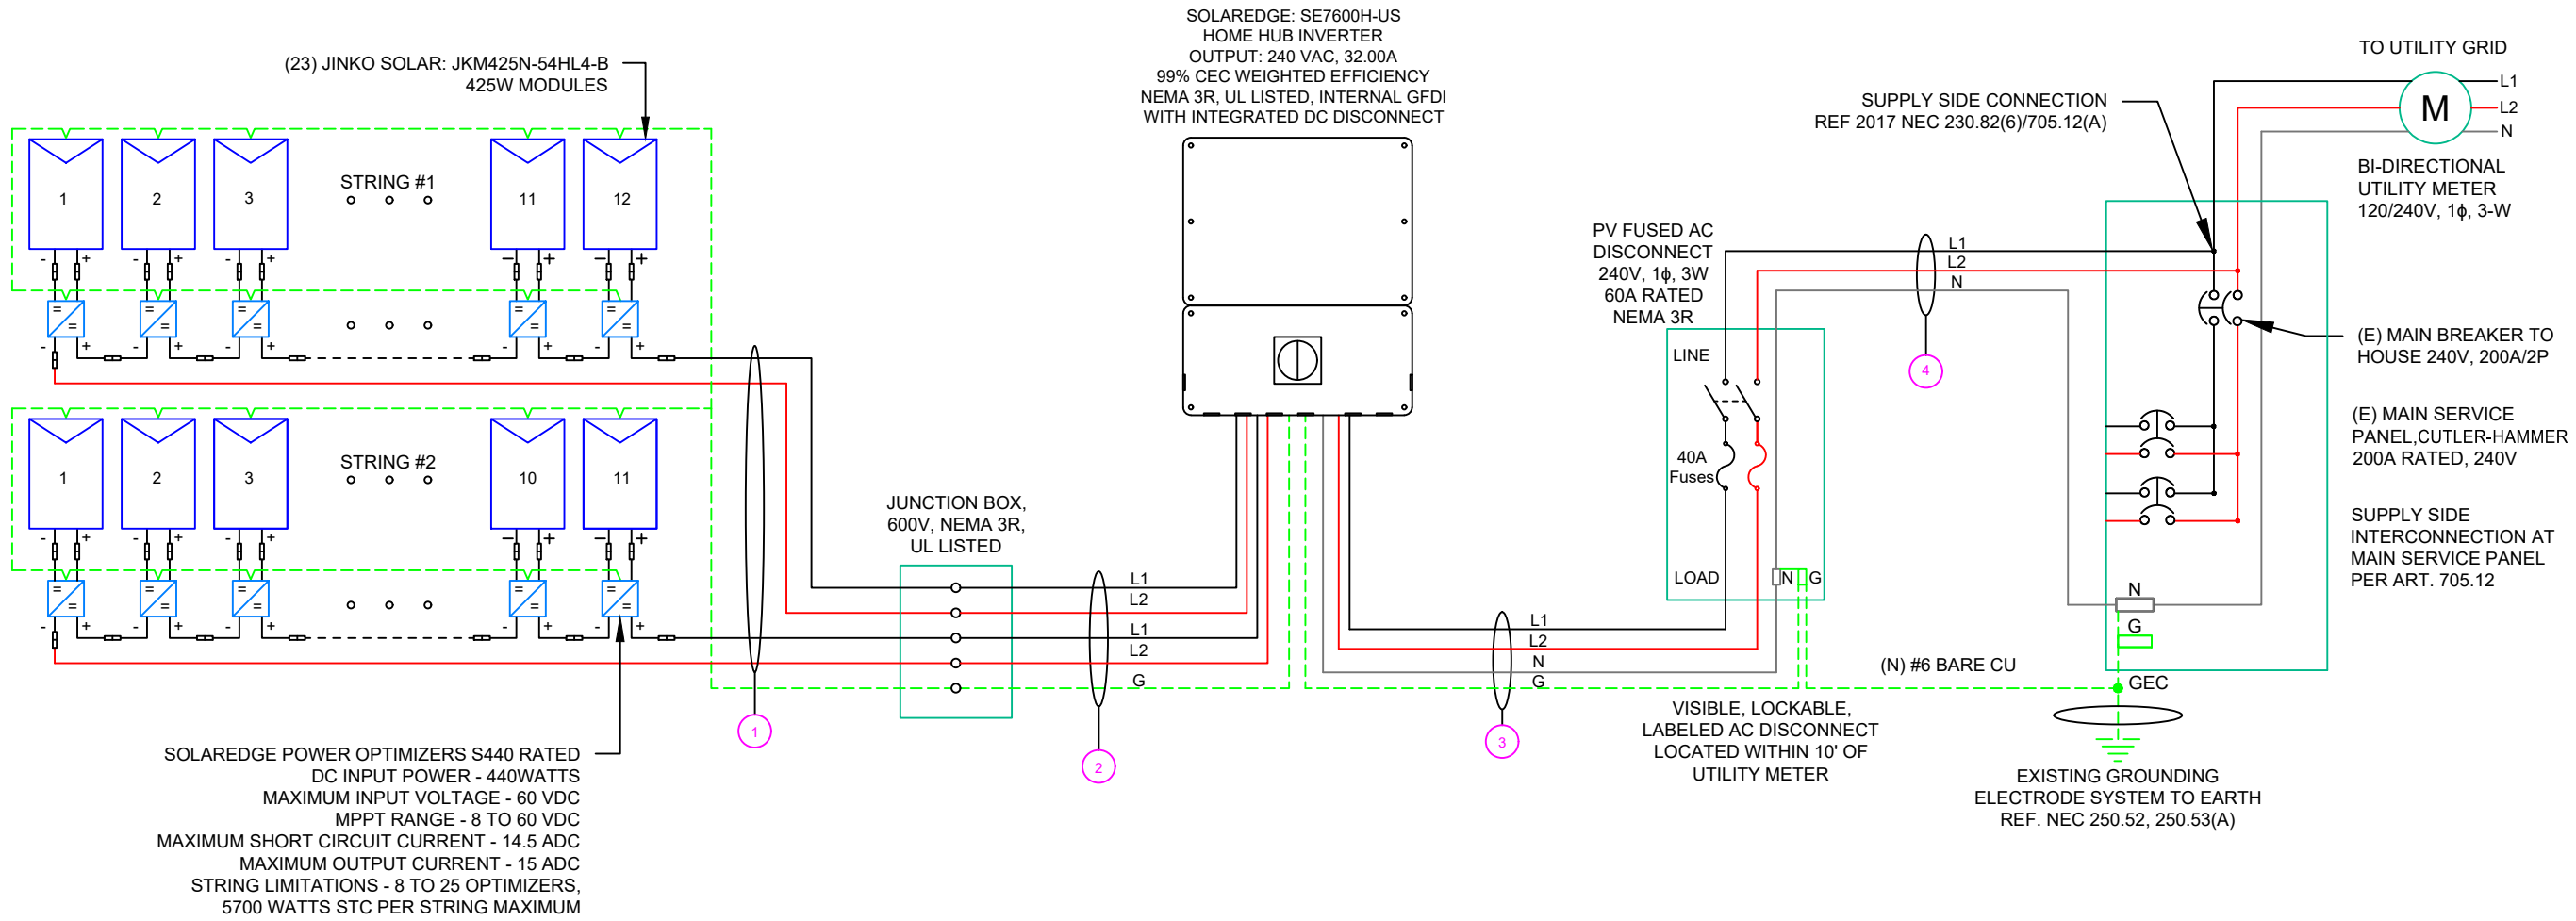 SOLAREDGE: SE7600H-US
HOME HUB INVERTER
OUTPUT: 240 VAC, 32.00A
99% CEC WEIGHTED EFFICIENCY
NEMA 3R, UL LISTED, INTERNAL GFDI
WITH INTEGRATED DC DISCONNECT
(23) JINKO SOLAR: JKM425N-54HL4-B
425W MODULES
1
2
3
STRING #1
11
12
- + - + - + - + - +
= = = = = = = = = =
- + - + - + - + - +
1
2
3
STRING #2
10
11
- + - + - + - + - +
= = = = = = = = = =
- + - + - + - + - +
SOLAREDGE POWER OPTIMIZERS S440 RATED
DC INPUT POWER - 440WATTS
MAXIMUM INPUT VOLTAGE - 60 VDC
MPPT RANGE - 8 TO 60 VDC
MAXIMUM SHORT CIRCUIT CURRENT - 14.5 ADC
MAXIMUM OUTPUT CURRENT - 15 ADC
STRING LIMITATIONS - 8 TO 25 OPTIMIZERS,
5700 WATTS STC PER STRING MAXIMUM
1
JUNCTION BOX,
600V, NEMA 3R,
UL LISTED
L1
L2
L1
L2
G
2
L1
L2
N
G
3
PV FUSED AC
DISCONNECT
240V, 1ϕ, 3W
60A RATED
NEMA 3R
LINE
40A
Fuses
LOAD
N G
VISIBLE, LOCKABLE,
LABELED AC DISCONNECT
LOCATED WITHIN 10' OF
UTILITY METER
L1
L2
N
4
SUPPLY SIDE CONNECTION
REF 2017 NEC 230.82(6)/705.12(A)
TO UTILITY GRID
M
L1
L2
N
BI-DIRECTIONAL
UTILITY METER
120/240V, 1ϕ, 3-W
(E) MAIN BREAKER TO
HOUSE 240V, 200A/2P
(E) MAIN SERVICE
PANEL,CUTLER-HAMMER
200A RATED, 240V
SUPPLY SIDE
INTERCONNECTION AT
MAIN SERVICE PANEL
PER ART. 705.12
N
G
(N) #6 BARE CU
GEC
EXISTING GROUNDING
ELECTRODE SYSTEM TO EARTH
REF. NEC 250.52, 250.53(A)